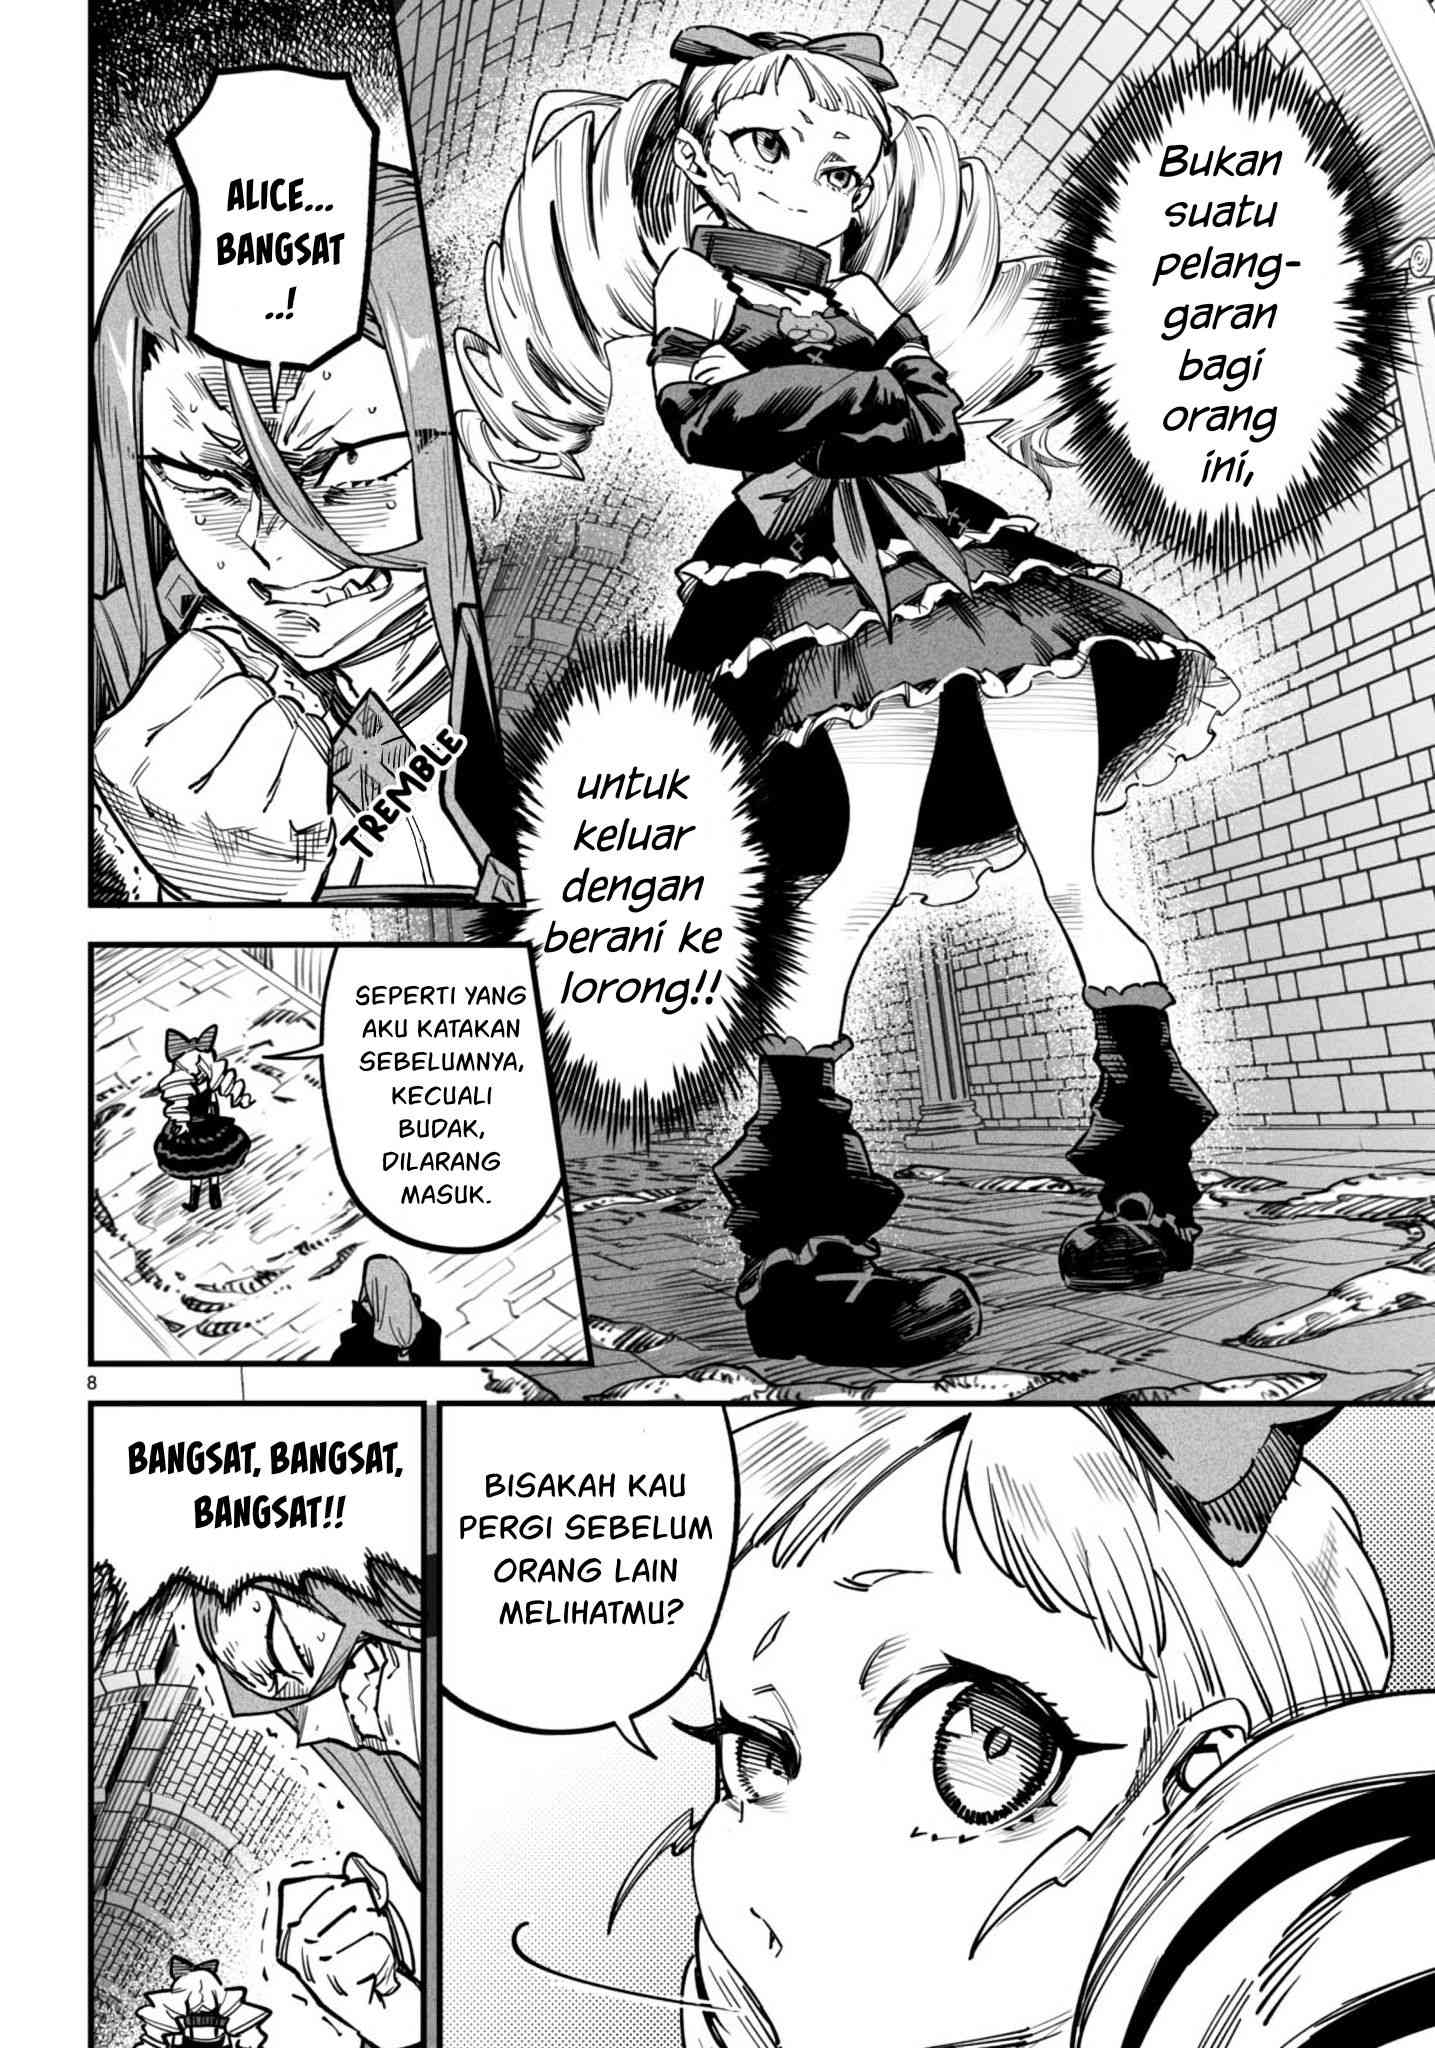 Bukan
suatu
pelang-
garan
bagi
orang
ini,
untuk
keluar
dengan
berani ke
lorong!!
ALICE...
BANGSAT
..!
TREMBLE
SEPERTI YANG
AKU KATAKAN
SEBELUMNYA,
KECUALI
BUDAK,
DILARANG
MASUK.
8
BISAKAH KAU
PERGI SEBELUM
ORANG LAIN
MELIHATMU?
BANGSAT, BANGSAT,
BANGSAT!!